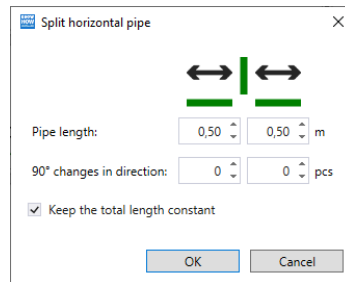 Split horizontal pipe
Pipe length: 0,50 0,50 m
90° changes in direction: 0 0 pcs
Keep the total length constant
OK Cancel